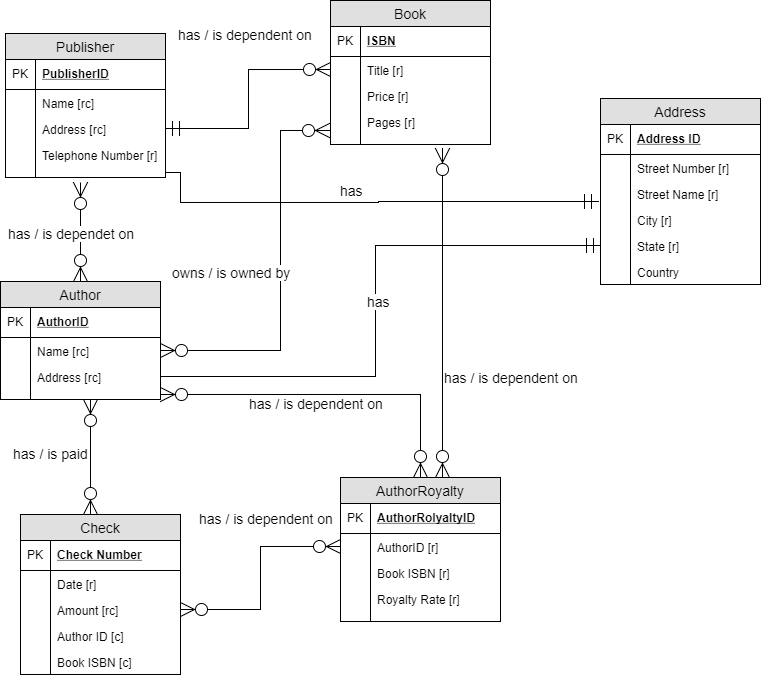 Book
PK ISBN
Title [r]
Price [r]
Pages [r]
has / is dependent on
Publisher
PK PublisherID
Name [rc]
Address [rc]
Telephone Number [r]
Address
PK Address ID
Street Number [r]
Street Name [r]
City [r]
State [r]
Country
has
has / is dependet on
owns / is owned by
has
Author
PK AuthorID
Name [rc]
Address [rc]
has / is dependent on
has / is dependent on
has / is paid
AuthorRoyalty
PK AuthorRolyaltyID
AuthorID [r]
Book ISBN [r]
Royalty Rate [r]
has / is dependent on
Check
PK Check Number
Date [r]
Amount [rc]
Author ID [c]
Book ISBN [c]